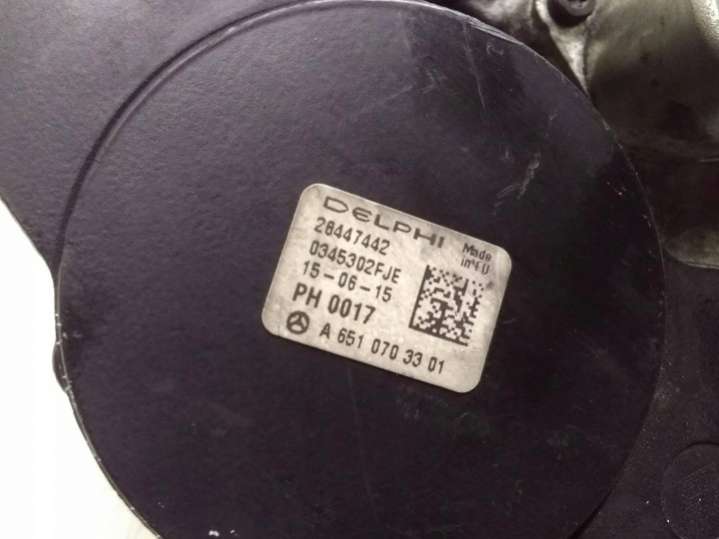 DELPHI
28447442
Made
in EU
0345302FJE
15-06-15
PH 0017
A 651 070 33 01